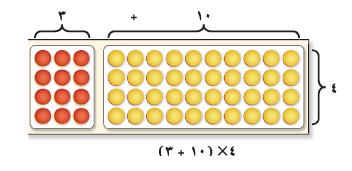 ٣ + ١٠
٤
(٣ + ١٠) × ٤